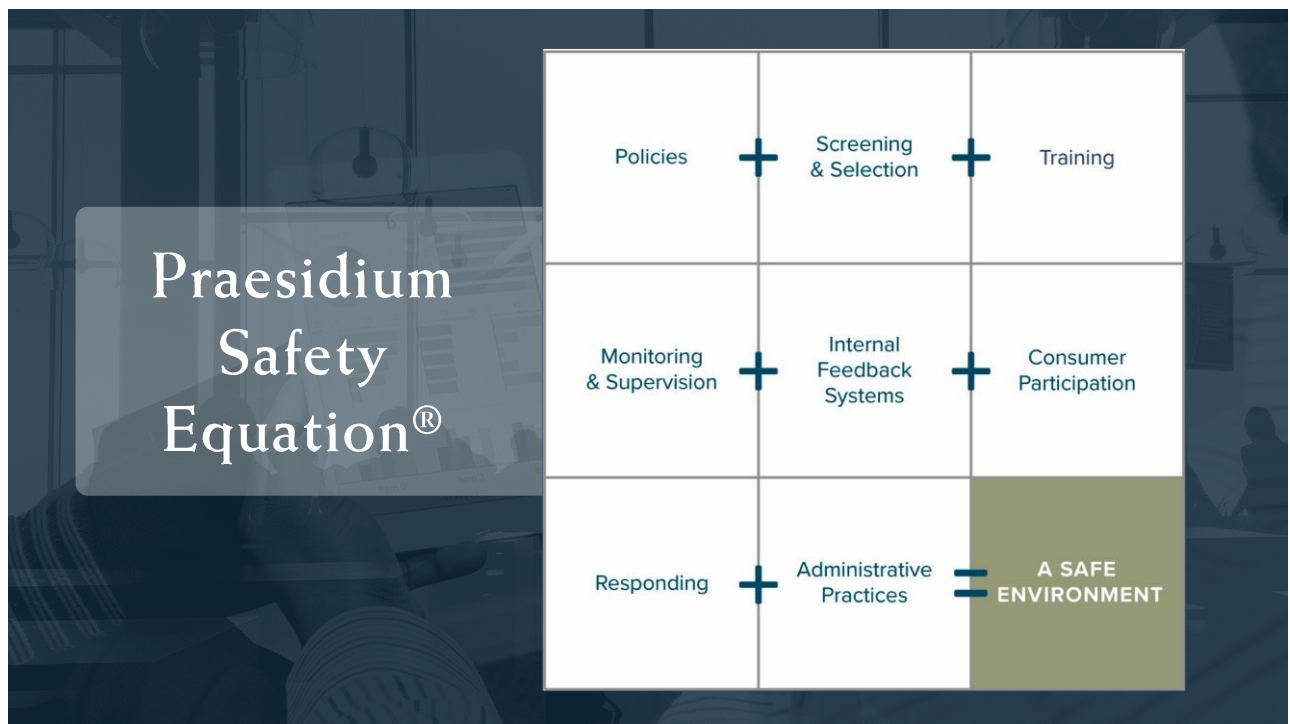 Praesidium
Safety
Equation®
Policies + Screening & Selection + Training
Monitoring & Supervision + Internal Feedback Systems + Consumer Participation
Responding + Administrative Practices = A SAFE ENVIRONMENT